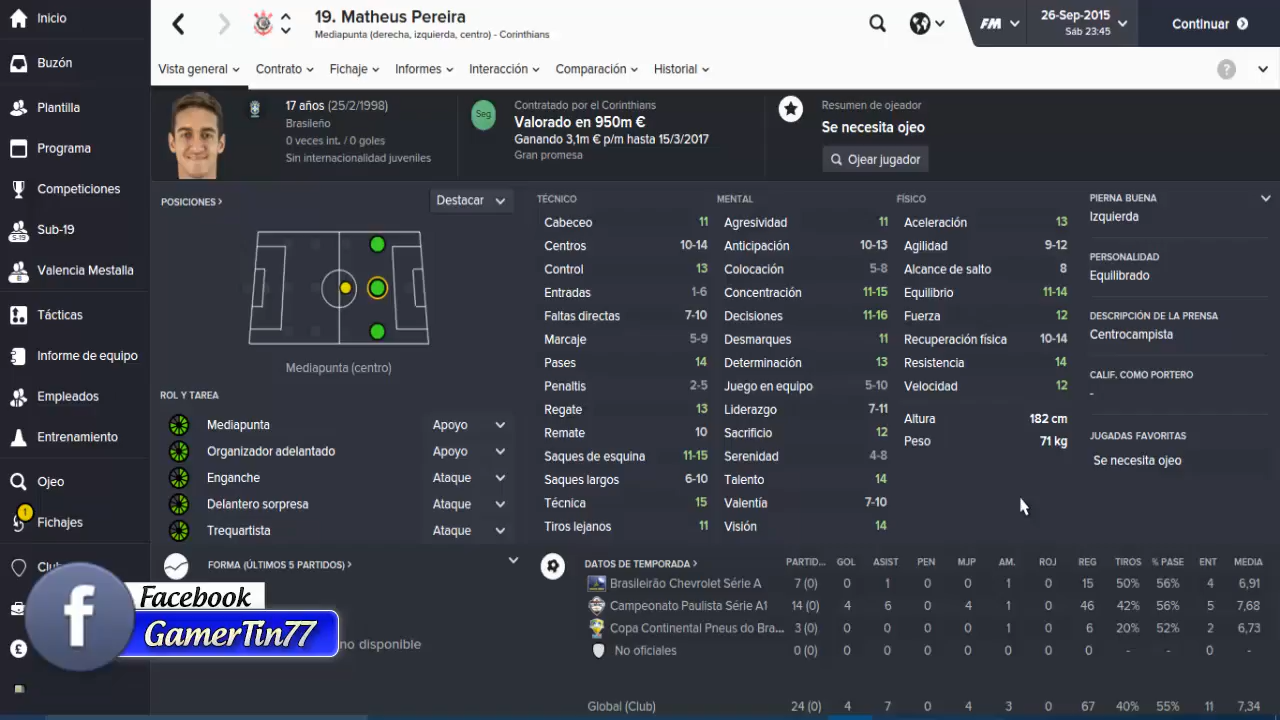 Inicio
Buzón
Plantilla
Programa
Competiciones
Sub-19
Valencia Mestalla
Tácticas
Informe de equipo
Empleados
Entrenamiento
Ojeo
1
Fichajes
Facebook
GamerTin77
19. Matheus Pereira
Mediapunta (derecha, izquierda, centro) - Corinthians
FM
26-Sep-2015
Sáb 23:45
Continuar
Vista general
Contrato
Fichaje
Informes
Interacción
Comparación
Historial
?
17 años (25/2/1998)
Brasileño
0 veces int. / 0 goles
Sin internacionalidad juveniles
Seg
Contratado por el Corinthians
Valorado en 950m €
Ganando 3,1m € p/m hasta 15/3/2017
Gran promesa
Resumen de ojeador
Se necesita ojeo
Ojear jugador
POSICIONES >
Destacar
Mediapunta (centro)
ROL Y TAREA
Mediapunta Apoyo
Organizador adelantado Apoyo
Enganche Ataque
Delantero sorpresa Ataque
Trequartista Ataque
TÉCNICO
Cabeceo 11
Centros 10-14
Control 13
Entradas 1-6
Faltas directas 7-10
Marcaje 5-9
Pases 14
Penaltis 2-5
Regate 13
Remate 10
Saques de esquina 11-15
Saques largos 6-10
Técnica 15
Tiros lejanos 11
MENTAL
Agresividad 11
Anticipación 10-13
Colocación 5-8
Concentración 11-15
Decisiones 11-16
Desmarques 11
Determinación 13
Juego en equipo 5-10
Liderazgo 7-11
Sacrificio 12
Serenidad 4-8
Talento 14
Valentía 7-10
Visión 14
FÍSICO
Aceleración 13
Agilidad 9-12
Alcance de salto 8
Equilibrio 11-14
Fuerza 12
Recuperación física 10-14
Resistencia 14
Velocidad 12
Altura 182 cm
Peso 71 kg
PIERNA BUENA
Izquierda
PERSONALIDAD
Equilibrado
DESCRIPCIÓN DE LA PRENSA
Centrocampista
CALIF. COMO PORTERO
-
JUGADAS FAVORITAS
Se necesita ojeo
FORMA (ÚLTIMOS 5 PARTIDOS) >
no disponible
DATOS DE TEMPORADA > PARTID... GOL ASIST PEN MJP AM. ROJ REG TIROS % PASE ENT MEDIA
Brasileirão Chevrolet Série A 7 (0) 0 1 0 0 1 0 15 50% 56% 4 6,91
Campeonato Paulista Série A1 14 (0) 4 6 0 4 1 0 46 42% 56% 5 7,68
Copa Continental Pneus do Bra... 3 (0) 0 0 0 0 1 0 6 20% 52% 2 6,73
No oficiales 0 (0) 0 0 0 0 0 0 0 - - 0 -
Global (Club) 24 (0) 4 7 0 4 3 0 67 40% 55% 11 7,34